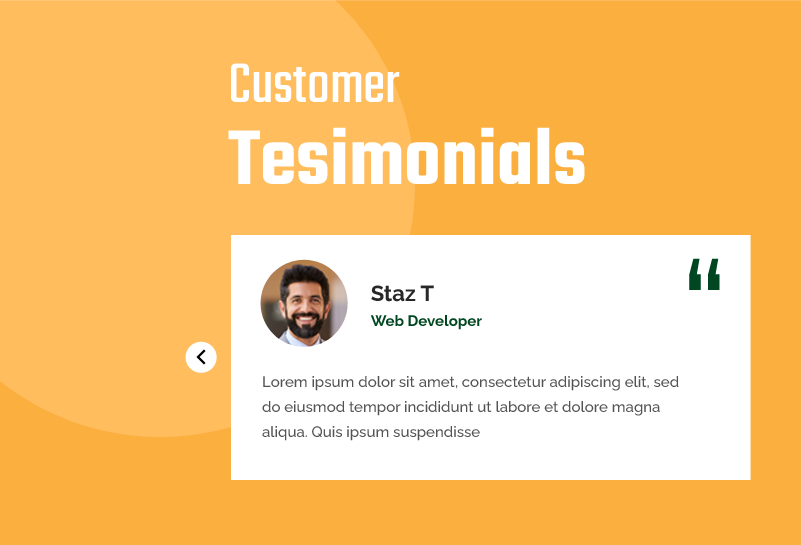 Customer
Tesimonials
“
Staz T
Web Developer
Lorem ipsum dolor sit amet, consectetur adipiscing elit, sed
do eiusmod tempor incididunt ut labore et dolore magna
aliqua. Quis ipsum suspendisse